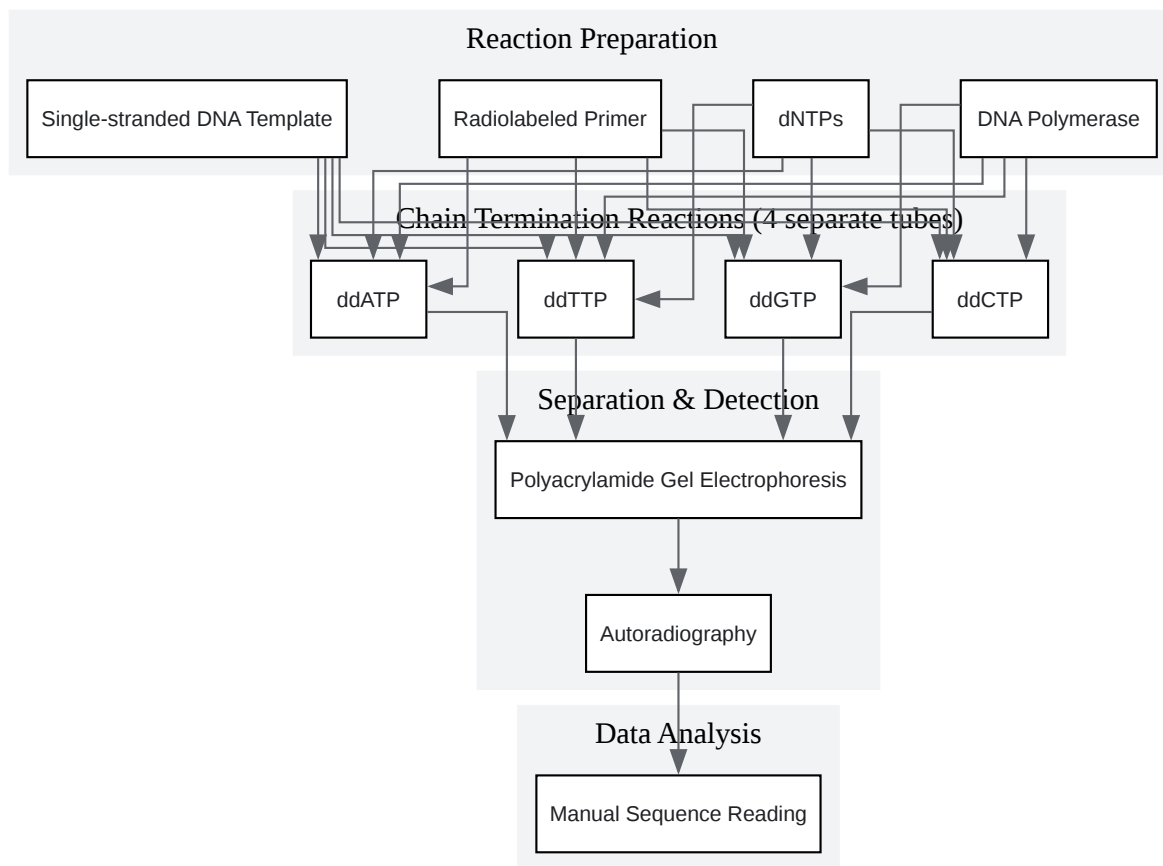 Reaction Preparation
Single-stranded DNA Template
Radiolabeled Primer
dNTPs
DNA Polymerase
Chain Termination Reactions (4 separate tubes)
ddATP
ddTTP
ddGTP
ddCTP
Separation & Detection
Polyacrylamide Gel Electrophoresis
Autoradiography
Data Analysis
Manual Sequence Reading